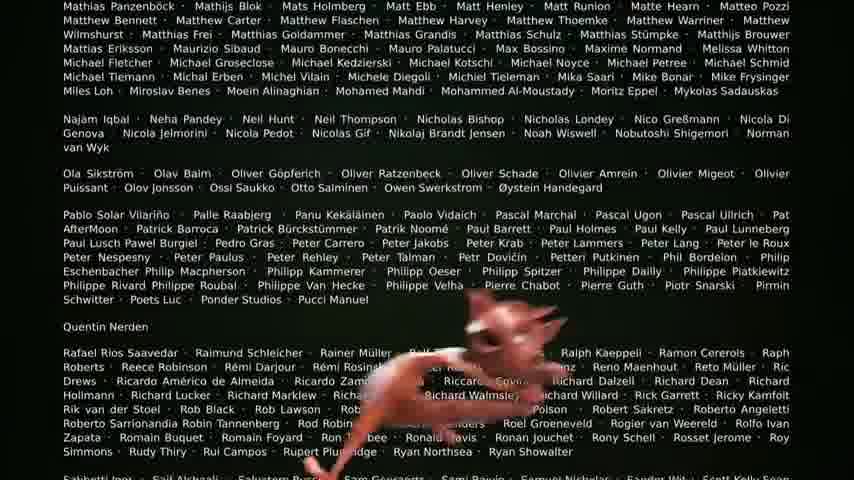 Mathias Panzenböck · Mathijs Blok · Mats Holmberg · Matt Ebb · Matt Henley · Matt Runion · Matte Hearn · Matteo Pozzi
Matthew Bennett · Matthew Carter · Matthew Flaschen · Matthew Harvey · Matthew Thoemke · Matthew Warriner · Matthew
Wilmshurst · Matthias Frei · Matthias Goldammer · Matthias Grandis · Matthias Schulz · Matthias Stümpke · Matthijs Brouwer
Mattias Eriksson · Maurizio Sibaud · Mauro Bonecchi · Mauro Palatucci · Max Bossino · Maxime Normand · Melissa Whitton
Michael Fletcher · Michael Groseclose · Michael Kedzierski · Michael Kotschl · Michael Noyce · Michael Petree · Michael Schmid
Michael Tiemann · Michal Erben · Michel Vilain · Michele Diegoli · Michiel Tieleman · Mika Saari · Mike Bonar · Mike Frysinger
Miles Loh · Miroslav Benes · Moein Alinaghian · Mohamed Mahdi · Mohammed Al-Moustady · Moritz Eppel · Mykolas Sadauskas
Najam Iqbal · Neha Pandey · Neil Hunt · Neil Thompson · Nicholas Bishop · Nicholas Londey · Nico Greßmann · Nicola Di
Genova · Nicola Jelmorini · Nicola Pedot · Nicolas Gif · Nikolaj Brandt Jensen · Noah Wiswell · Nobutoshi Shigemori · Norman
van Wyk
Ola Sikström · Olav Balm · Oliver Göpferich · Oliver Ratzenbeck · Oliver Schade · Olivier Amrein · Olivier Migeot · Olivier
Puissant · Olov Jonsson · Ossi Saukko · Otto Salminen · Owen Swerkstrom · Øystein Handegard
Pablo Solar Vilariño · Palle Raabjerg · Panu Kekäläinen · Paolo Vidaich · Pascal Marchal · Pascal Ugon · Pascal Ullrich · Pat
AfterMoon · Patrick Barroca · Patrick Bürckstümmer · Patrik Noomé · Paul Barrett · Paul Holmes · Paul Kelly · Paul Lunneberg
Paul Lusch Pawel Burgiel · Pedro Gras · Peter Carrero · Peter Jakobs · Peter Krab · Peter Lammers · Peter Lang · Peter le Roux
Peter Nespesny · Peter Paulus · Peter Rehley · Peter Talman · Petr Dovičin · Petteri Putkinen · Phil Bordelon · Philip
Eschenbacher Philip Macpherson · Philipp Kammerer · Philipp Oeser · Philipp Spitzer · Philippe Dailly · Philippe Piatkiewitz
Philippe Rivard Philippe Roubal · Philippe Van Hecke · Philippe Velha · Pierre Chabot · Pierre Guth · Piotr Snarski · Pirmin
Schwitter · Poets Luc · Ponder Studios · Pucci Manuel
Quentin Nerden
Rafael Rios Saavedar · Raimund Schleicher · Rainer Müller · Ralph Kaeppeli · Ramon Cererols · Raph
Roberts · Reece Robinson · Rémi Darjour · Rémi · Reno Maenhout · Reto Müller · Ric
Drews · Ricardo Américo de Almeida · Ricardo · Riccardo · Richard Dalzell · Richard Dean · Richard
Hollmann · Richard Lucker · Richard Marklew · Richard Walmsley · Richard Willard · Rick Garrett · Ricky Kamfolt
Rik van der Stoel · Rob Black · Rob Lawson · Polson · Robert Sakretz · Roberto Angeletti
Roberto Sarrionandia Robin Tannenberg · Rod · Roel Groeneveld · Rogier van Weereld · Rolfo Ivan
Zapata · Romain Buquet · Romain Foyard · Ronald · Ronan Jouchet · Rony Schell · Rosset Jerome · Roy
Simmons · Rudy Thiry · Rui Campos · Rupert · Ryan Northsea · Ryan Showalter